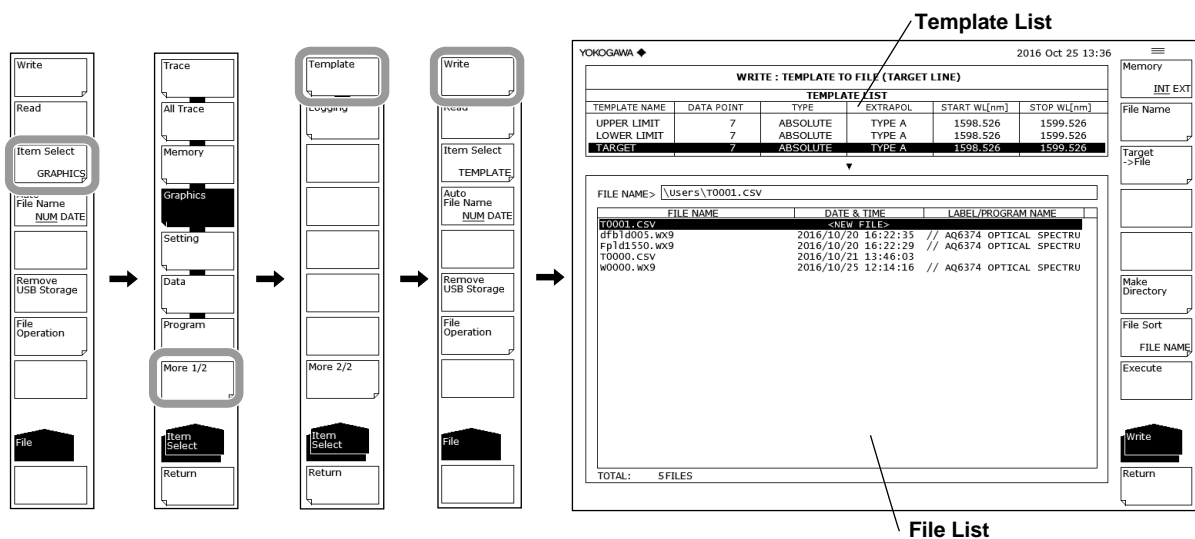 Template List
Write
Read
Item Select
GRAPHICS
Auto
File Name
NUM DATE
Remove
USB Storage
File
Operation
File
Trace
All Trace
Memory
Graphics
Setting
Data
Program
More 1/2
Item
Select
Return
Template
Logging
More 2/2
Item
Select
Return
Write
Read
Item Select
TEMPLATE
Auto
File Name
NUM DATE
Remove
USB Storage
File
Operation
File
YOKOGAWA ◆ 2016 Oct 25 13:36
WRITE : TEMPLATE TO FILE (TARGET LINE)
TEMPLATE LIST
TEMPLATE NAME DATA POINT TYPE EXTRAPOL START WL[nm] STOP WL[nm]
UPPER LIMIT 7 ABSOLUTE TYPE A 1598.526 1599.526
LOWER LIMIT 7 ABSOLUTE TYPE A 1598.526 1599.526
TARGET 7 ABSOLUTE TYPE A 1598.526 1599.526
FILE NAME> \Users\T0001.CSV
FILE NAME DATE & TIME LABEL/PROGRAM NAME
T0001.CSV <NEW FILE>
dfbld005.WX9 2016/10/20 16:22:35 // AQ6374 OPTICAL SPECTRU
Fpld1550.WX9 2016/10/20 16:22:29 // AQ6374 OPTICAL SPECTRU
T0000.CSV 2016/10/21 13:46:03
W0000.WX9 2016/10/25 12:14:16 // AQ6374 OPTICAL SPECTRU
TOTAL: 5FILES
Memory
INT EXT
File Name
Target
->File
Make
Directory
File Sort
FILE NAME
Execute
Write
Return
File List